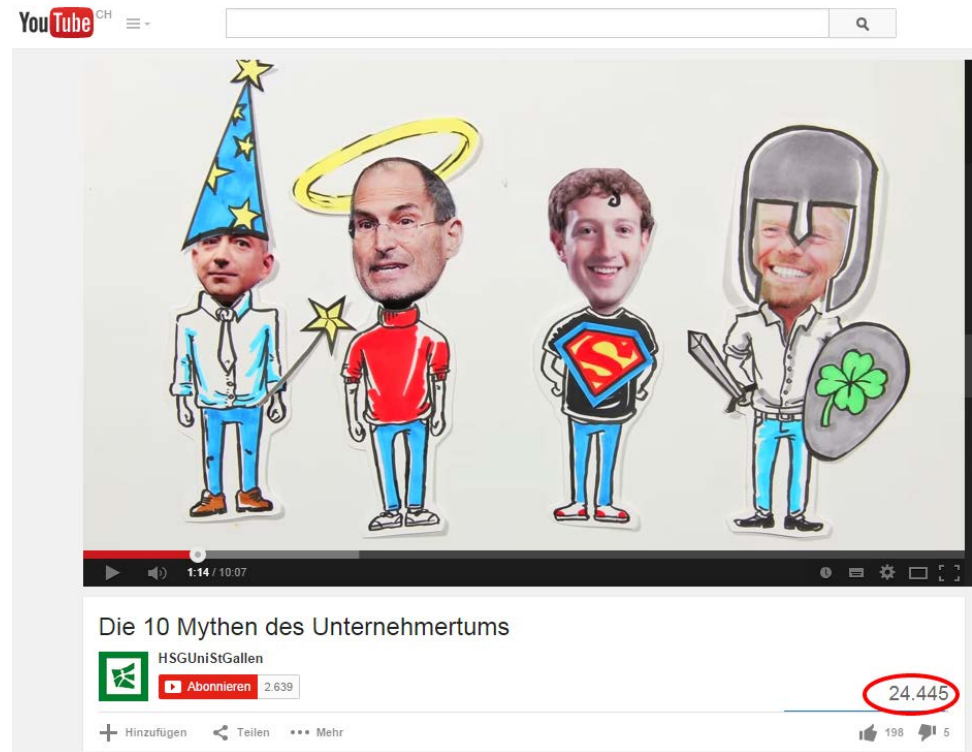 YouTube CH
S
1:14 / 10:07
Die 10 Mythen des Unternehmertums
HSGUniStGallen
Abonnieren 2.639
24.445
Hinzufügen Teilen Mehr 198 5